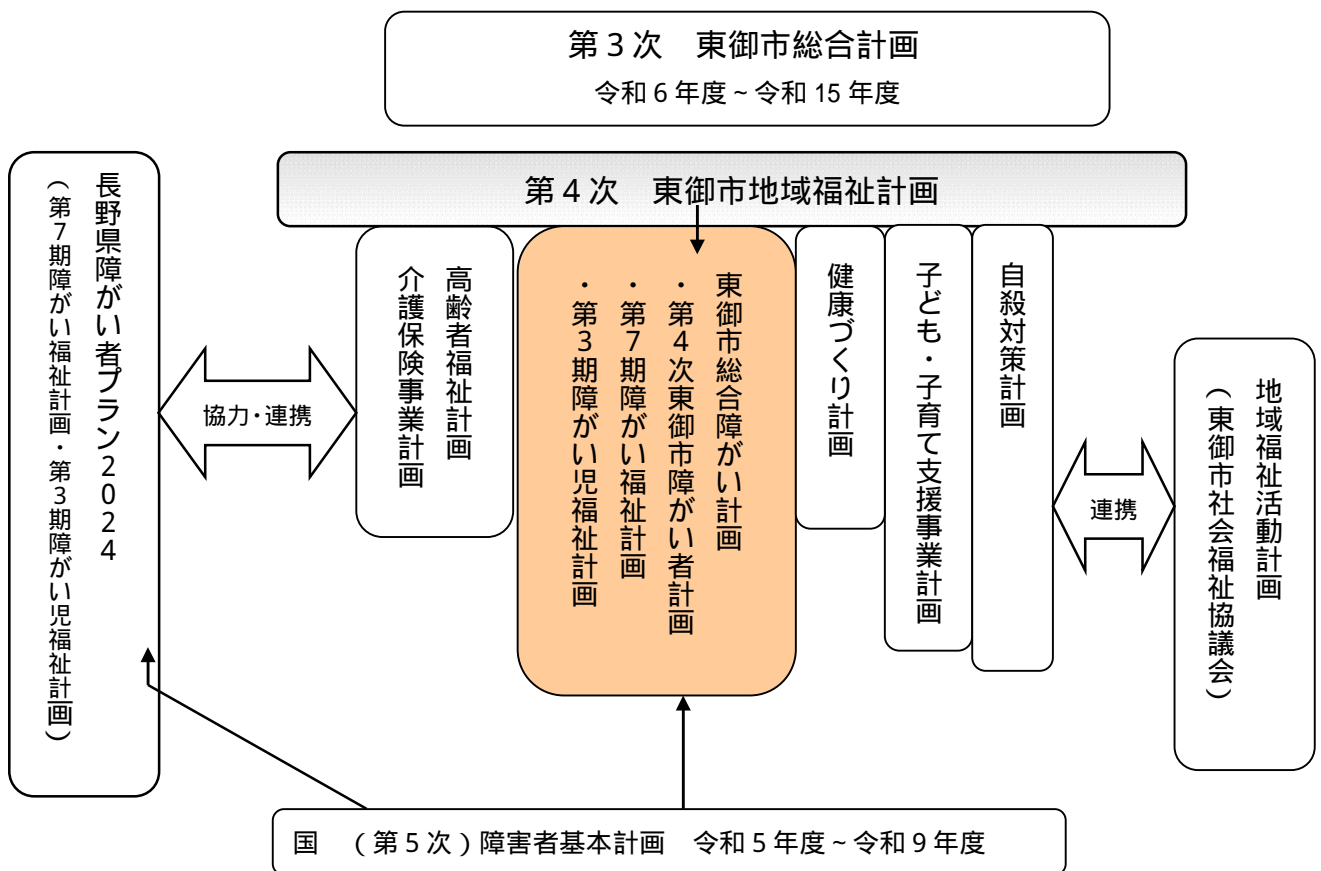 第3次　東御市総合計画
令和6年度~令和15年度
第4次　東御市地域福祉計画
長野県障がい者プラン2024
(第7期障がい福祉計画・第3期障がい児福祉計画)
協力・連携
高齢者福祉計画
介護保険事業計画
東御市総合障がい計画
・第4次東御市障がい者計画
・第7期障がい福祉計画
・第3期障がい児福祉計画
健康づくり計画
子ども・子育て支援事業計画
自殺対策計画
連携
地域福祉活動計画
(東御市社会福祉協議会)
国　(第5次)障害者基本計画　令和5年度~令和9年度